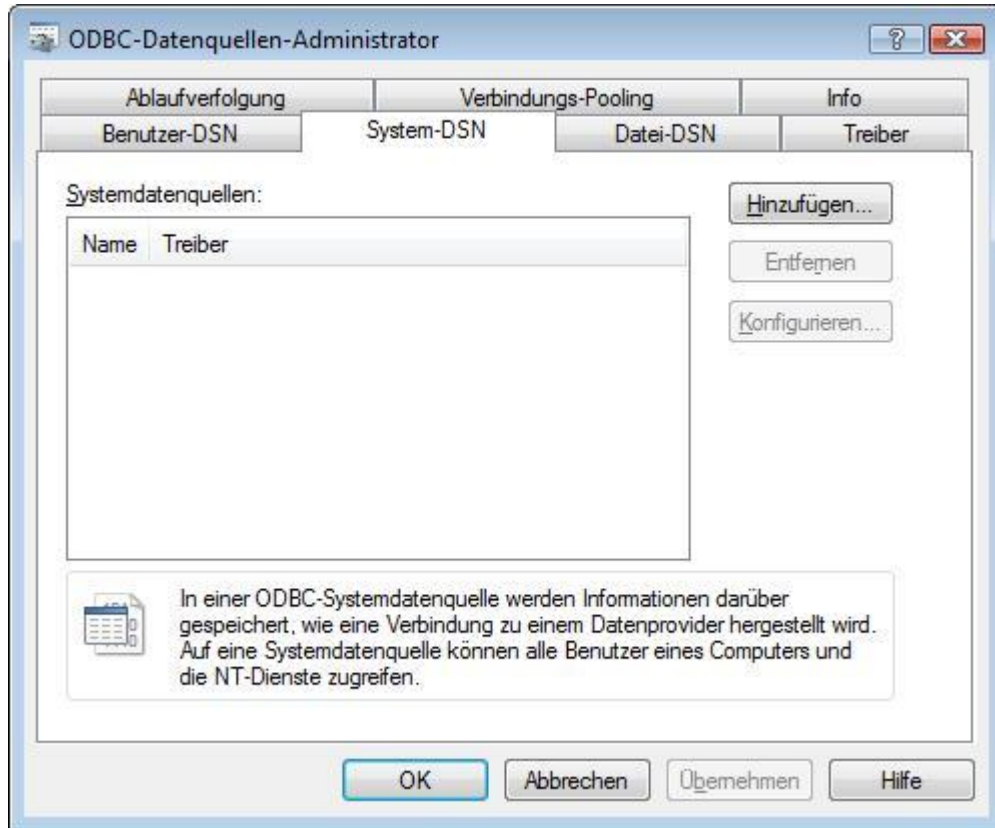 ODBC-Datenquellen-Administrator
Ablaufverfolgung Verbindungs-Pooling Info
Benutzer-DSN System-DSN Datei-DSN Treiber
Systemdatenquellen:
Hinzufügen...
Name Treiber
Entfernen
Konfigurieren...
In einer ODBC-Systemdatenquelle werden Informationen darüber
gespeichert, wie eine Verbindung zu einem Datenprovider hergestellt wird.
Auf eine Systemdatenquelle können alle Benutzer eines Computers und
die NT-Dienste zugreifen.
OK Abbrechen Übernehmen Hilfe